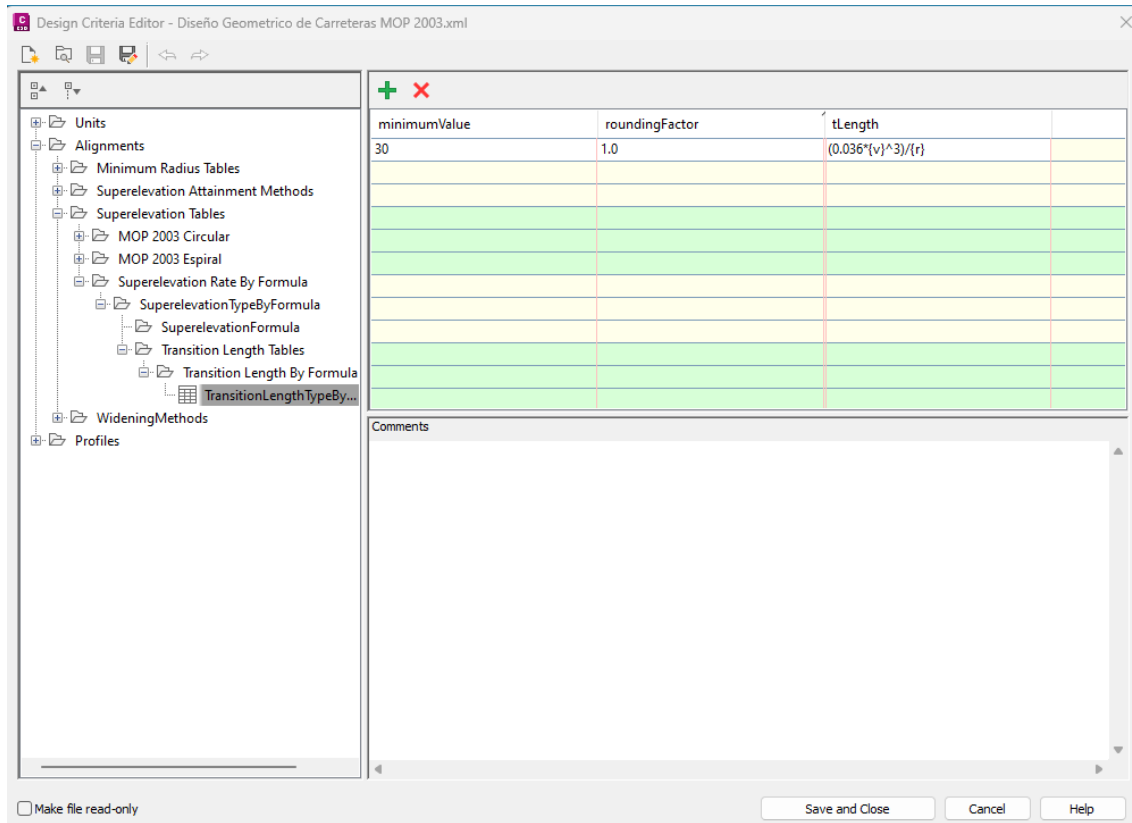 Design Criteria Editor - Diseño Geometrico de Carreteras MOP 2003.xml
Units
Alignments
Minimum Radius Tables
Superelevation Attainment Methods
Superelevation Tables
MOP 2003 Circular
MOP 2003 Espiral
Superelevation Rate By Formula
SuperelevationTypeByFormula
SuperelevationFormula
Transition Length Tables
Transition Length By Formula
TransitionLengthTypeBy...
WideningMethods
Profiles
minimumValue roundingFactor tLength
30 1.0 (0.036*{v}^3)/{r}
Comments
Make file read-only
Save and Close Cancel Help